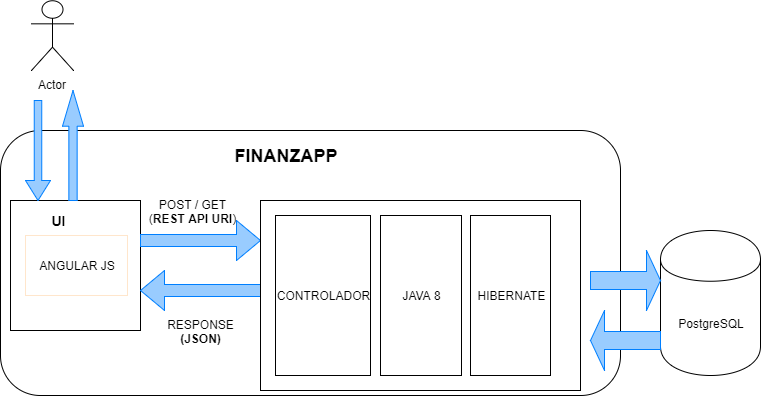 Actor
FINANZAPP
UI
ANGULAR JS
POST / GET
(REST API URI)
RESPONSE
(JSON)
CONTROLADOR
JAVA 8
HIBERNATE
PostgreSQL